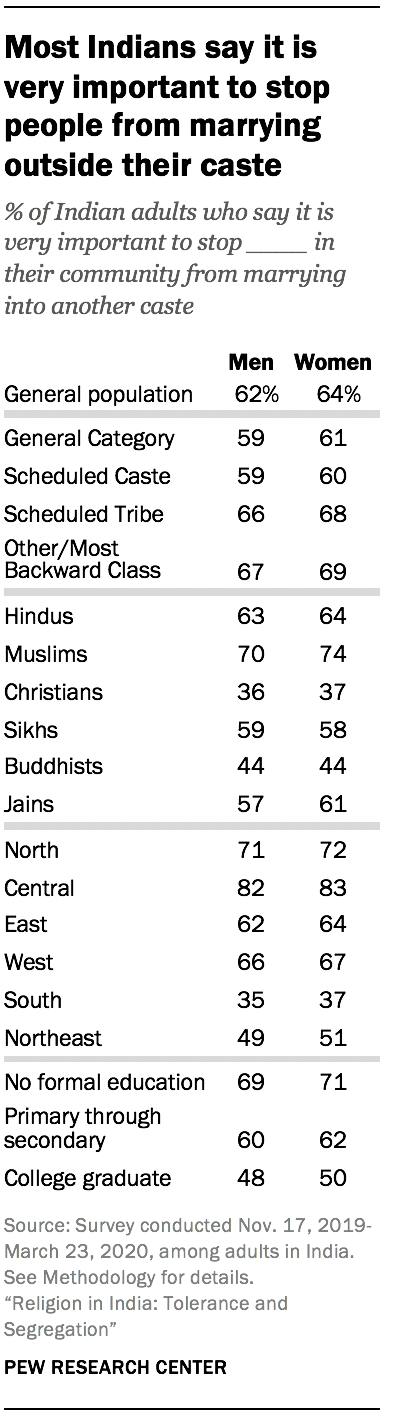 Most Indians say it is
very important to stop
people from marrying
outside their caste
% of Indian adults who say it is
very important to stop _____ in
their community from marrying
into another caste
Men Women
General population 62% 64%
General Category 59 61
Scheduled Caste 59 60
Scheduled Tribe 66 68
Other/Most
Backward Class 67 69
Hindus 63 64
Muslims 70 74
Christians 36 37
Sikhs 59 58
Buddhists 44 44
Jains 57 61
North 71 72
Central 82 83
East 62 64
West 66 67
South 35 37
Northeast 49 51
No formal education 69 71
Primary through
secondary 60 62
College graduate 48 50
Source: Survey conducted Nov. 17, 2019-
March 23, 2020, among adults in India.
See Methodology for details.
“Religion in India: Tolerance and
Segregation”
PEW RESEARCH CENTER